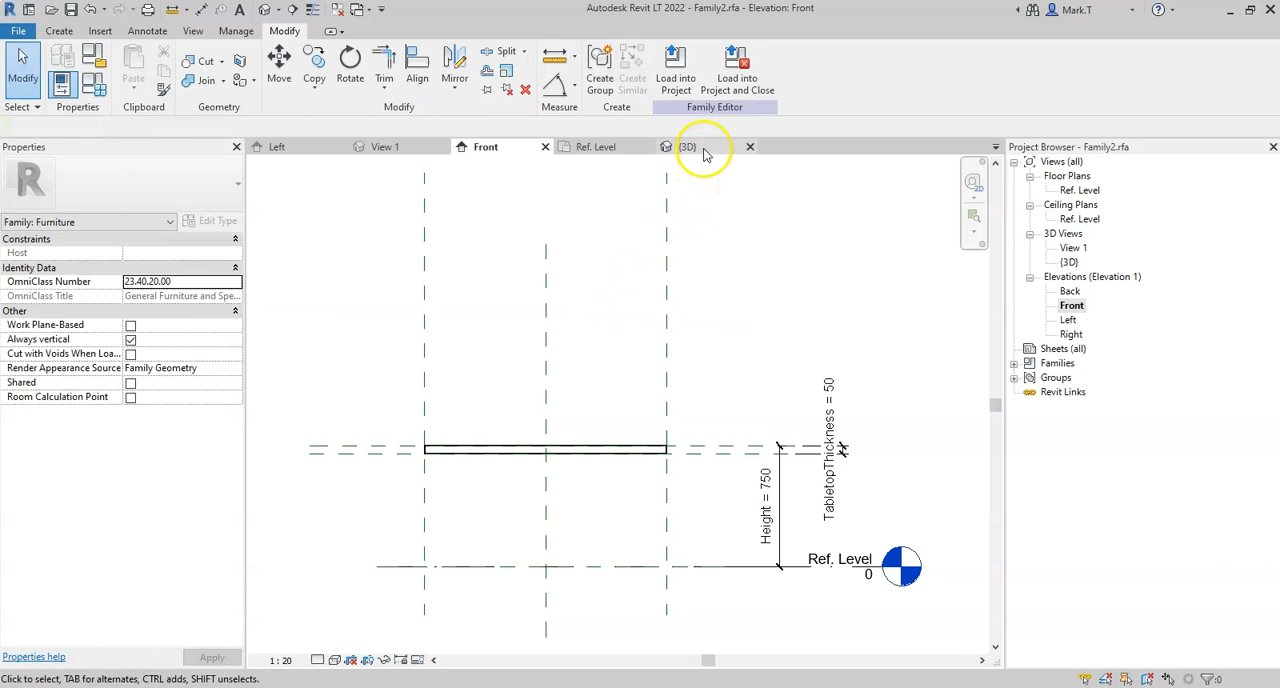 Autodesk Revit LT 2022 - Family2.rfa - Elevation: Front
Mark.T
File Create Insert Annotate View Manage Modify
Modify
Paste
Cut
Join
Move Copy Rotate Trim Align Mirror
Split
Create Group
Create Similar
Load into Project
Load into Project and Close
Select Properties Clipboard Geometry Modify Measure Create Family Editor
Properties
Left View 1 Front Ref. Level {3D}
Project Browser - Family2.rfa
R
Family: Furniture
Edit Type
Constraints
Host
Identity Data
OmniClass Number 23.40.20.00
OmniClass Title General Furniture and Spe...
Other
Work Plane-Based
Always vertical
Cut with Voids When Loa...
Render Appearance Source Family Geometry
Shared
Room Calculation Point
2D
Height = 750
TabletopThickness = 50
Ref. Level
0
Views (all)
Floor Plans
Ref. Level
Ceiling Plans
Ref. Level
3D Views
View 1
{3D}
Elevations (Elevation 1)
Back
Front
Left
Right
Sheets (all)
Families
Groups
Revit Links
Properties help
Apply
1 : 20
Click to select, TAB for alternates, CTRL adds, SHIFT unselects.
:0